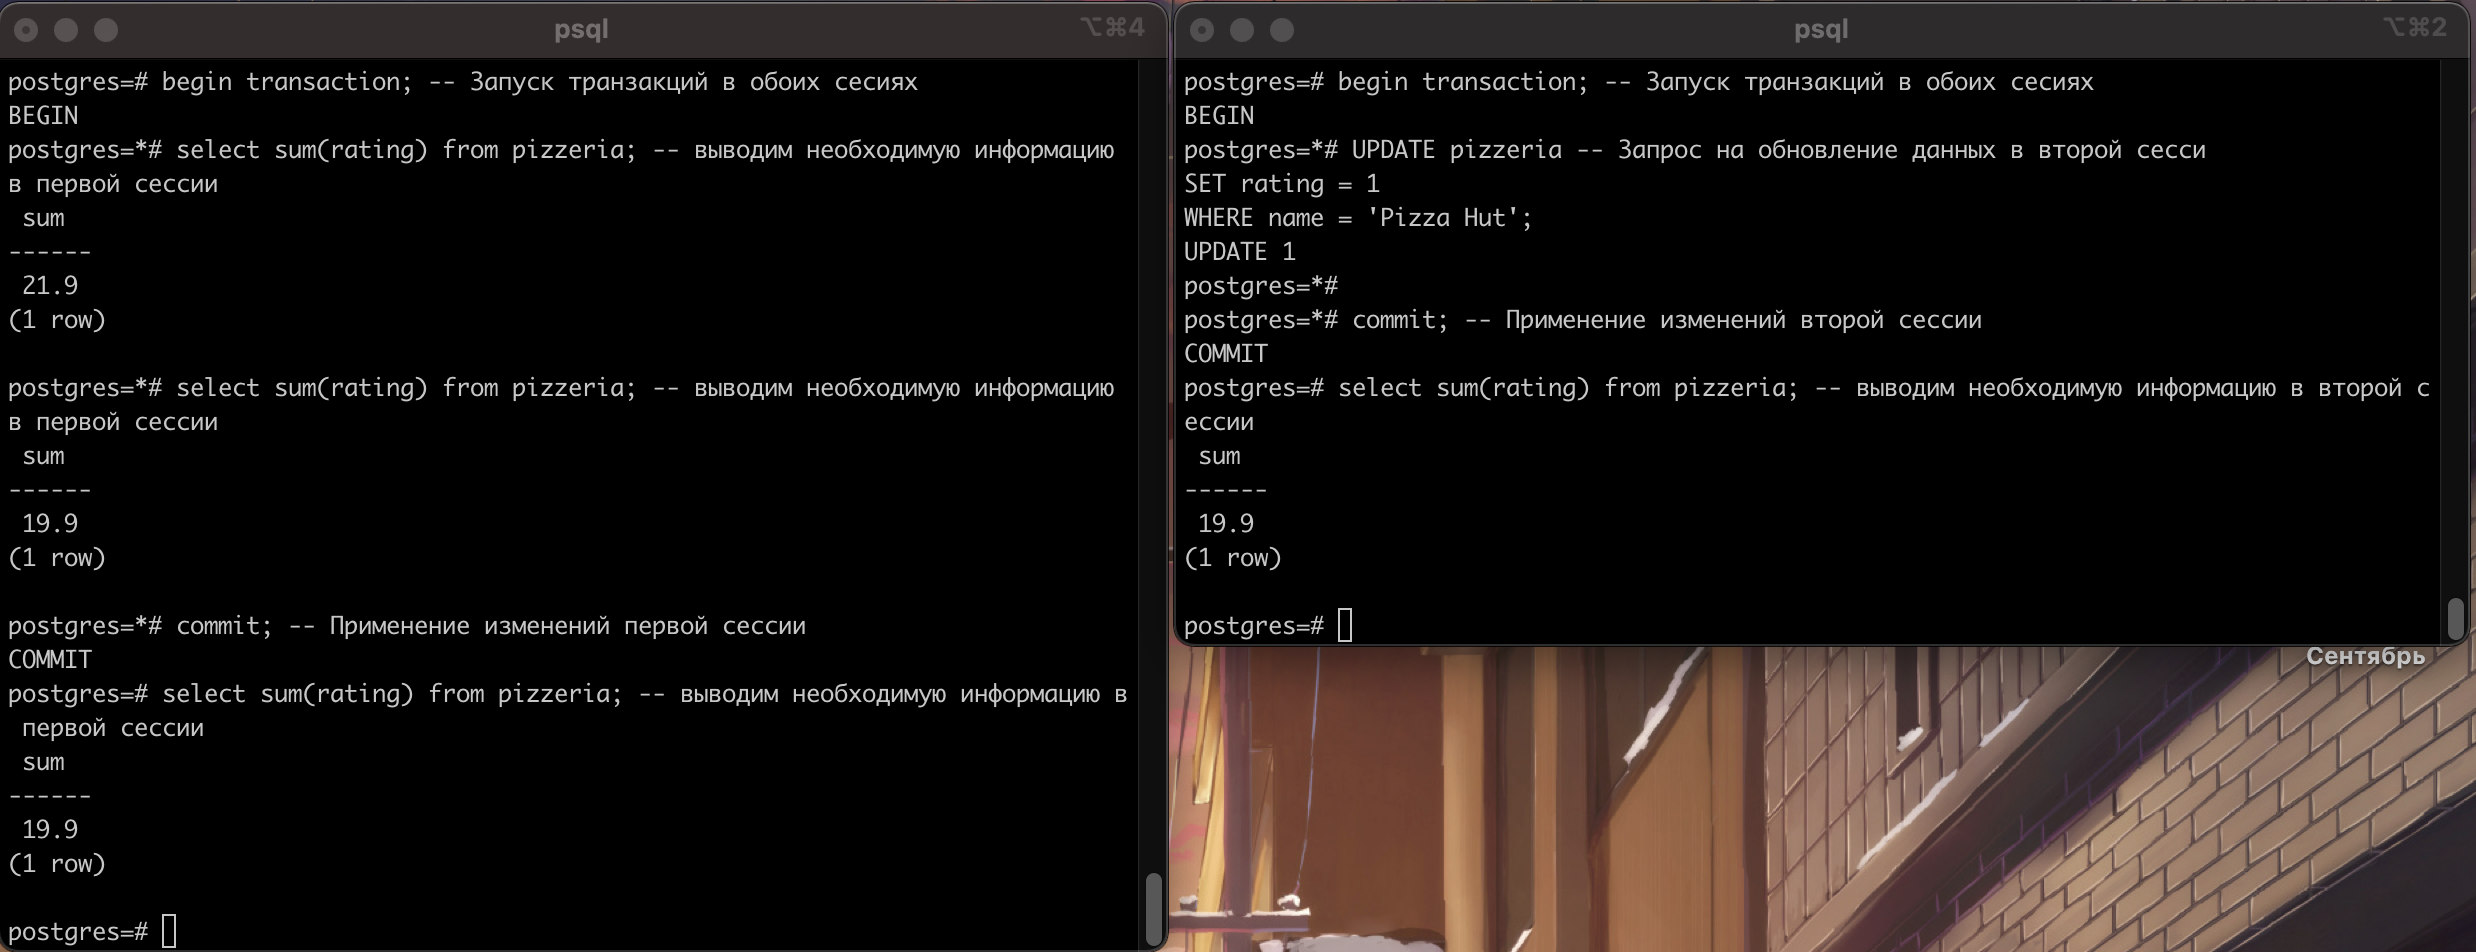 psql
⌥⌘4
postgres=# begin transaction; -- Запуск транзакций в обоих сесиях
BEGIN
postgres=*# select sum(rating) from pizzeria; -- выводим необходимую информацию
в первой сессии
sum
------
21.9
(1 row)
postgres=*# select sum(rating) from pizzeria; -- выводим необходимую информацию
в первой сессии
sum
------
19.9
(1 row)
postgres=*# commit; -- Применение изменений первой сессии
COMMIT
postgres=# select sum(rating) from pizzeria; -- выводим необходимую информацию в
первой сессии
sum
------
19.9
(1 row)
postgres=#
psql
⌥⌘2
postgres=# begin transaction; -- Запуск транзакций в обоих сесиях
BEGIN
postgres=*# UPDATE pizzeria -- Запрос на обновление данных в второй сесси
SET rating = 1
WHERE name = 'Pizza Hut';
UPDATE 1
postgres=*#
postgres=*# commit; -- Применение изменений второй сессии
COMMIT
postgres=# select sum(rating) from pizzeria; -- выводим необходимую информацию в второй с
ессии
sum
------
19.9
(1 row)
postgres=#
Сентябрь